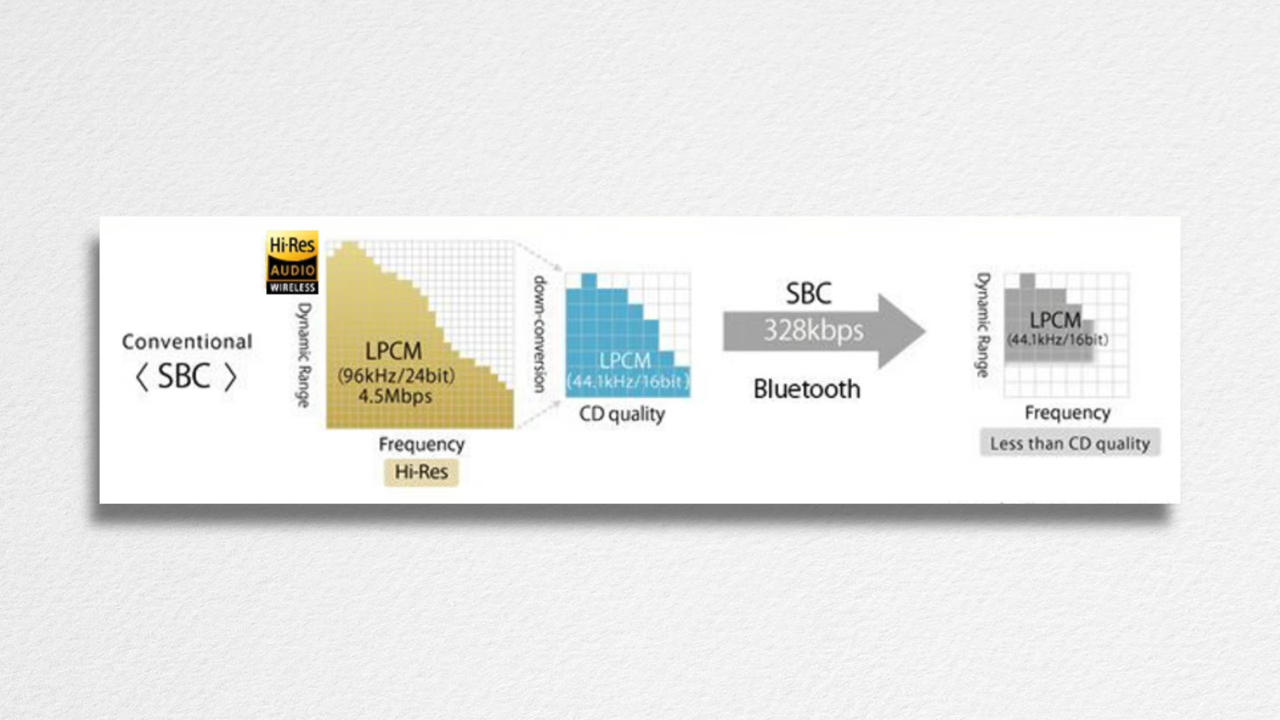 Conventional
〈 SBC 〉
Hi-Res
AUDIO
WIRELESS
Dynamic Range
LPCM
(96kHz/24bit)
4.5Mbps
Frequency
Hi-Res
down-conversion
LPCM
(44.1kHz/16bit)
CD quality
SBC
328kbps
Bluetooth
Dynamic Range
LPCM
(44.1kHz/16bit)
Frequency
Less than CD quality